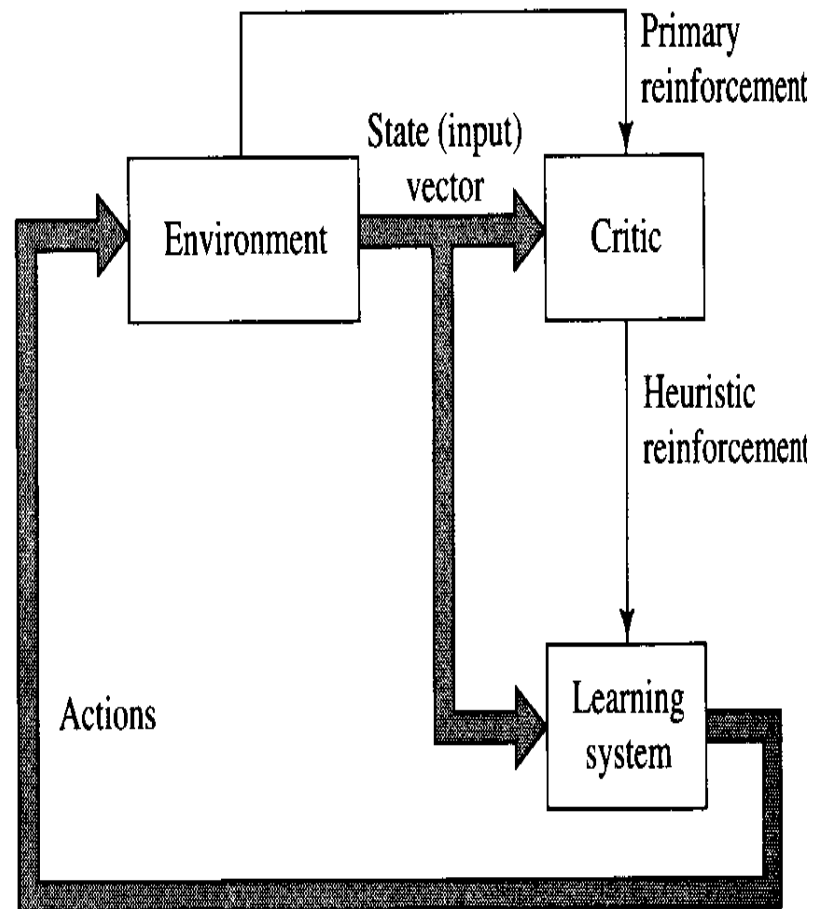 Primary
reinforcement
State (input)
vector
Environment
Critic
Heuristic
reinforcement
Actions
Learning
system